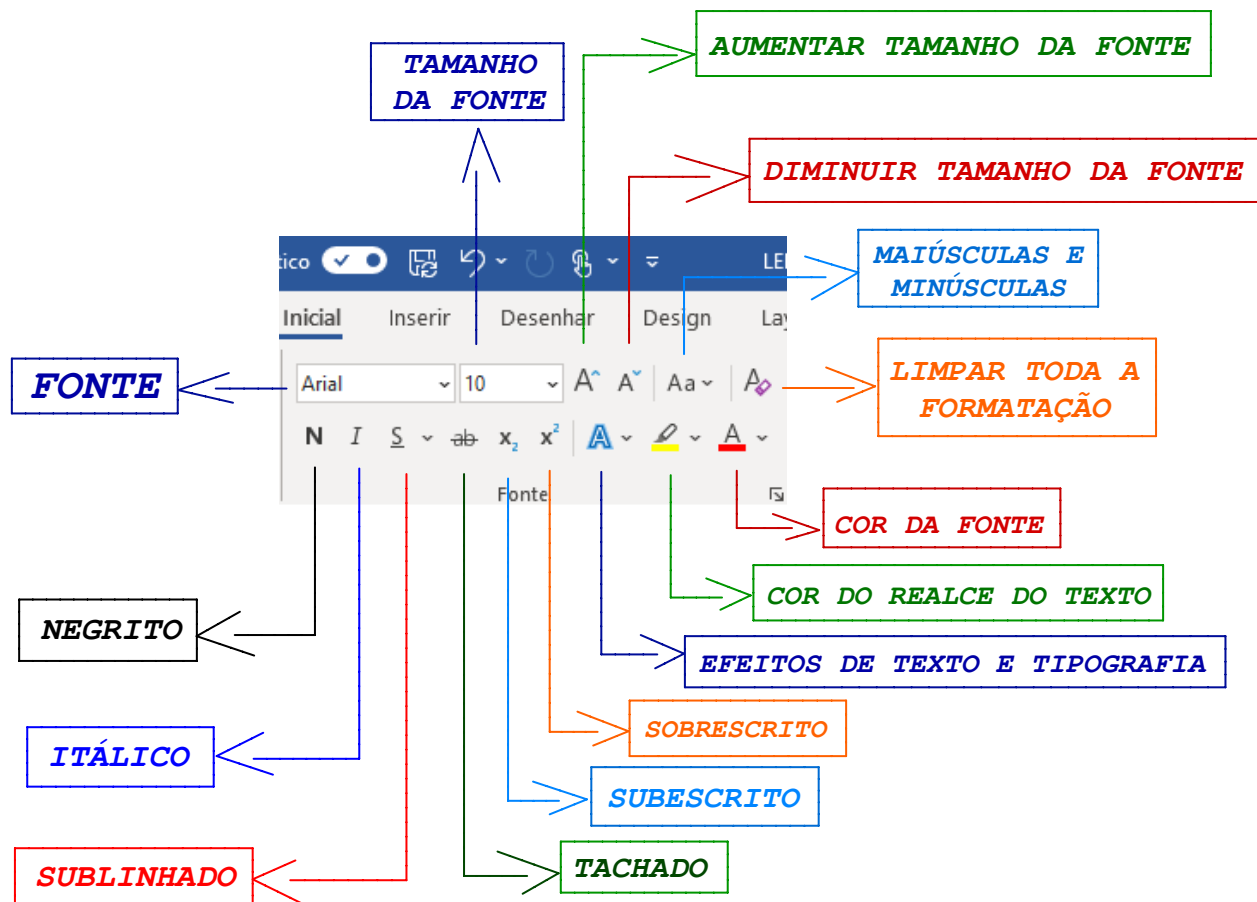 AUMENTAR TAMANHO DA FONTE
TAMANHO
DA FONTE
DIMINUIR TAMANHO DA FONTE
MAIÚSCULAS E
MINÚSCULAS
tico
LEI
Inicial Inserir Desenhar Design Lay
FONTE
Arial 10 A A Aa A
LIMPAR TODA A
FORMATAÇÃO
N I S ab x₂ x² A A
Fonte
COR DA FONTE
COR DO REALCE DO TEXTO
NEGRITO
EFEITOS DE TEXTO E TIPOGRAFIA
SOBRESCRITO
ITÁLICO
SUBESCRITO
TACHADO
SUBLINHADO